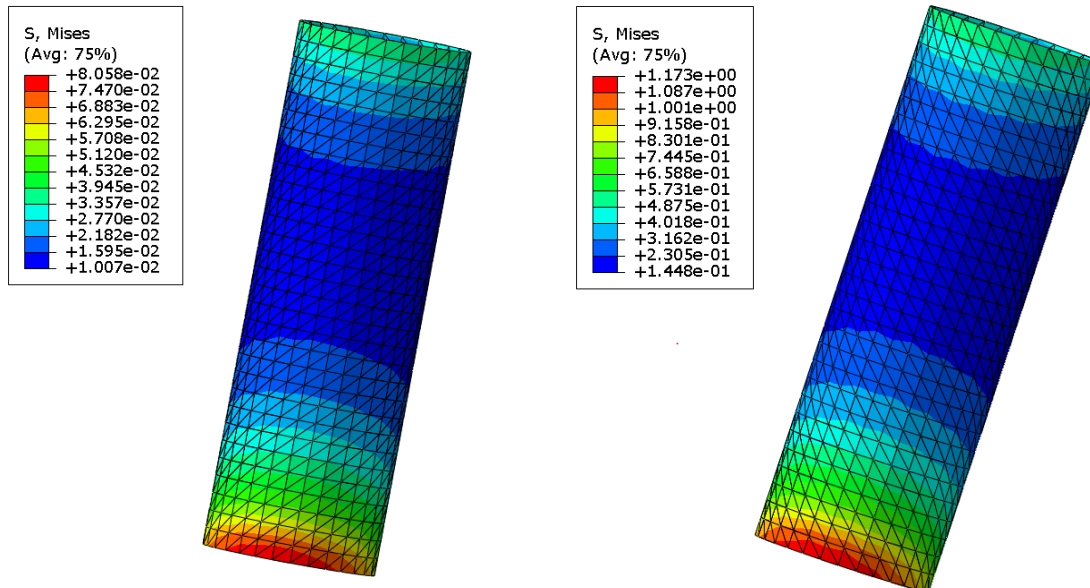 S, Mises
(Avg: 75%)
+8.058e-02
+7.470e-02
+6.883e-02
+6.295e-02
+5.708e-02
+5.120e-02
+4.532e-02
+3.945e-02
+3.357e-02
+2.770e-02
+2.182e-02
+1.595e-02
+1.007e-02
S, Mises
(Avg: 75%)
+1.173e+00
+1.087e+00
+1.001e+00
+9.158e-01
+8.301e-01
+7.445e-01
+6.588e-01
+5.731e-01
+4.875e-01
+4.018e-01
+3.162e-01
+2.305e-01
+1.448e-01